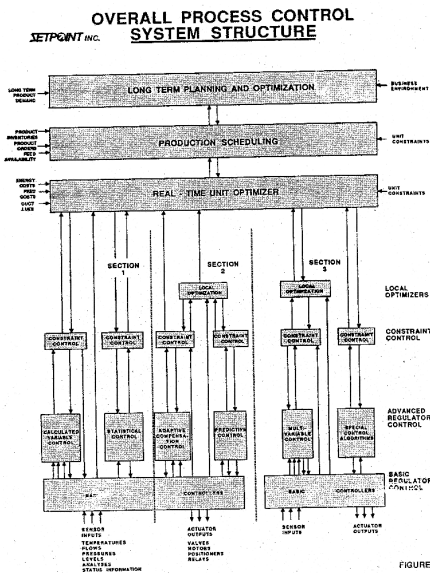 OVERALL PROCESS CONTROL
SETPOINT INC.
SYSTEM STRUCTURE
LONG TERM
PRODUCT
DEMAND
LONG TERM PLANNING AND OPTIMIZATION
BUSINESS
ENVIRONMENT
PRODUCT
INVENTORIES
PRODUCT
ORDERS
FEED
AVAILABILITY
PRODUCTION SCHEDULING
UNIT
CONSTRAINTS
ENERGY
COSTS
FEED
COSTS
REAL - TIME UNIT OPTIMIZER
UNIT
CONSTRAINTS
SECTION
1
SECTION
2
SECTION
3
LOCAL
OPTIMIZATION
LOCAL
OPTIMIZATION
LOCAL
OPTIMIZERS
CONSTRAINT
CONTROL
CONSTRAINT
CONTROL
CONSTRAINT
CONTROL
CONSTRAINT
CONTROL
CONSTRAINT
CONTROL
CONSTRAINT
CONTROL
CONSTRAINT
CONTROL
CALCULATED
VARIABLE
CONTROL
STATISTICAL
CONTROL
ADAPTIVE
COMPENSA-
TION
CONTROL
PREDICTIVE
CONTROL
MULTI-
VARIABLE
CONTROL
SPECIAL
CONTROL
ALGORITHMS
ADVANCED
REGULATOR
CONTROL
CONTROLLERS
BASIC
CONTROLLERS
BASIC
REGULATOR
CONTROL
SENSOR
INPUTS
ACTUATOR
OUTPUTS
SENSOR
INPUTS
ACTUATOR
OUTPUTS
TEMPERATURES
FLOWS
PRESSURES
LEVELS
ANALYZES
STATUS INFORMATION
VALVES
MOTORS
POSITIONERS
RELAYS
FIGURE